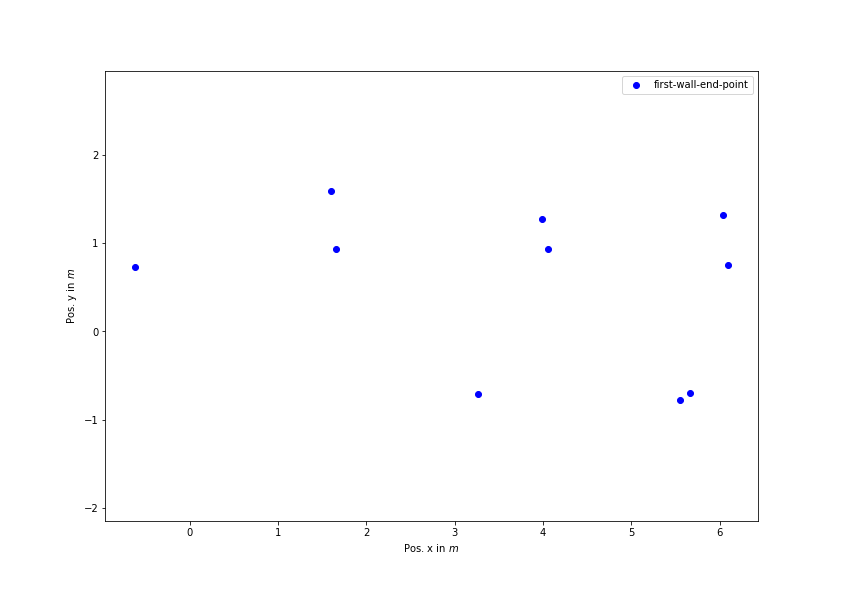 first-wall-end-point
2
1
0
−1
−2
Pos. y in m
0 1 2 3 4 5 6
Pos. x in m